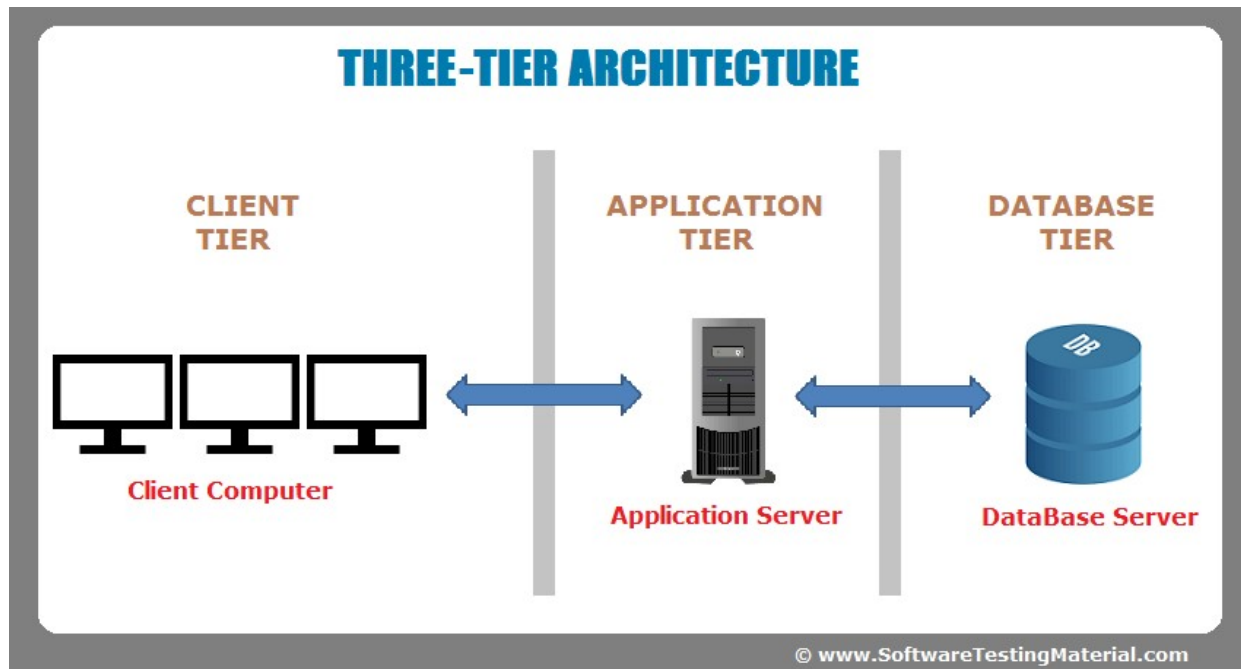 THREE-TIER ARCHITECTURE
CLIENT
TIER
APPLICATION
TIER
DATABASE
TIER
DB
Client Computer
Application Server
DataBase Server
© www.SoftwareTestingMaterial.com